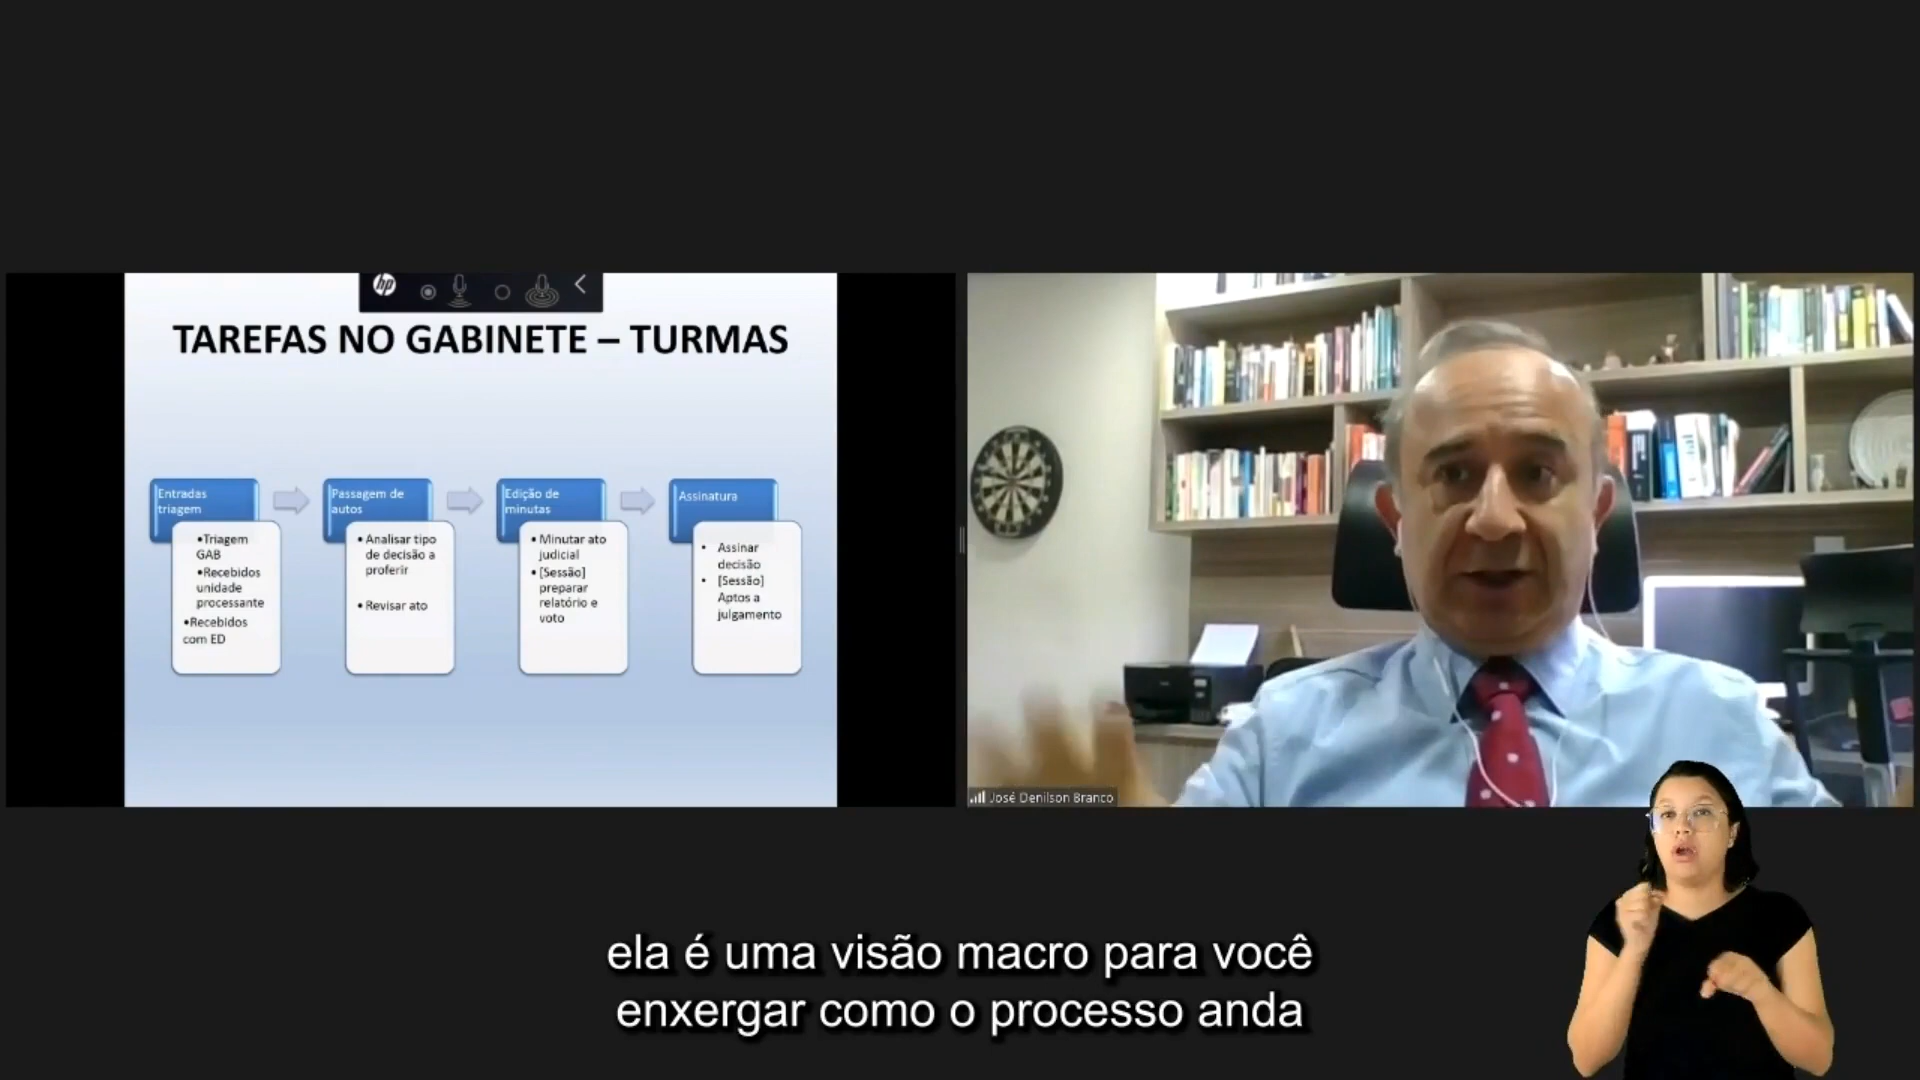 hp
TAREFAS NO GABINETE – TURMAS
Entradas
triagem
•Triagem
GAB
•Recebidos
unidade
processante
•Recebidos
com ED
Passagem de
autos
• Analisar tipo
de decisão a
proferir
• Revisar ato
Edição de
minutas
• Minutar ato
judicial
• [Sessão]
preparar
relatório e
voto
Assinatura
• Assinar
decisão
• [Sessão]
Aptos a
julgamento
José Denilson Branco
ela é uma visão macro para você
enxergar como o processo anda